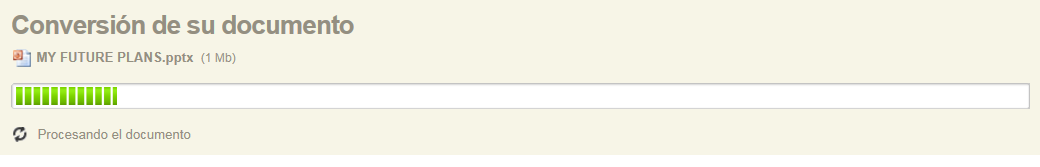 Conversión de su documento
MY FUTURE PLANS.pptx (1 Mb)
Procesando el documento